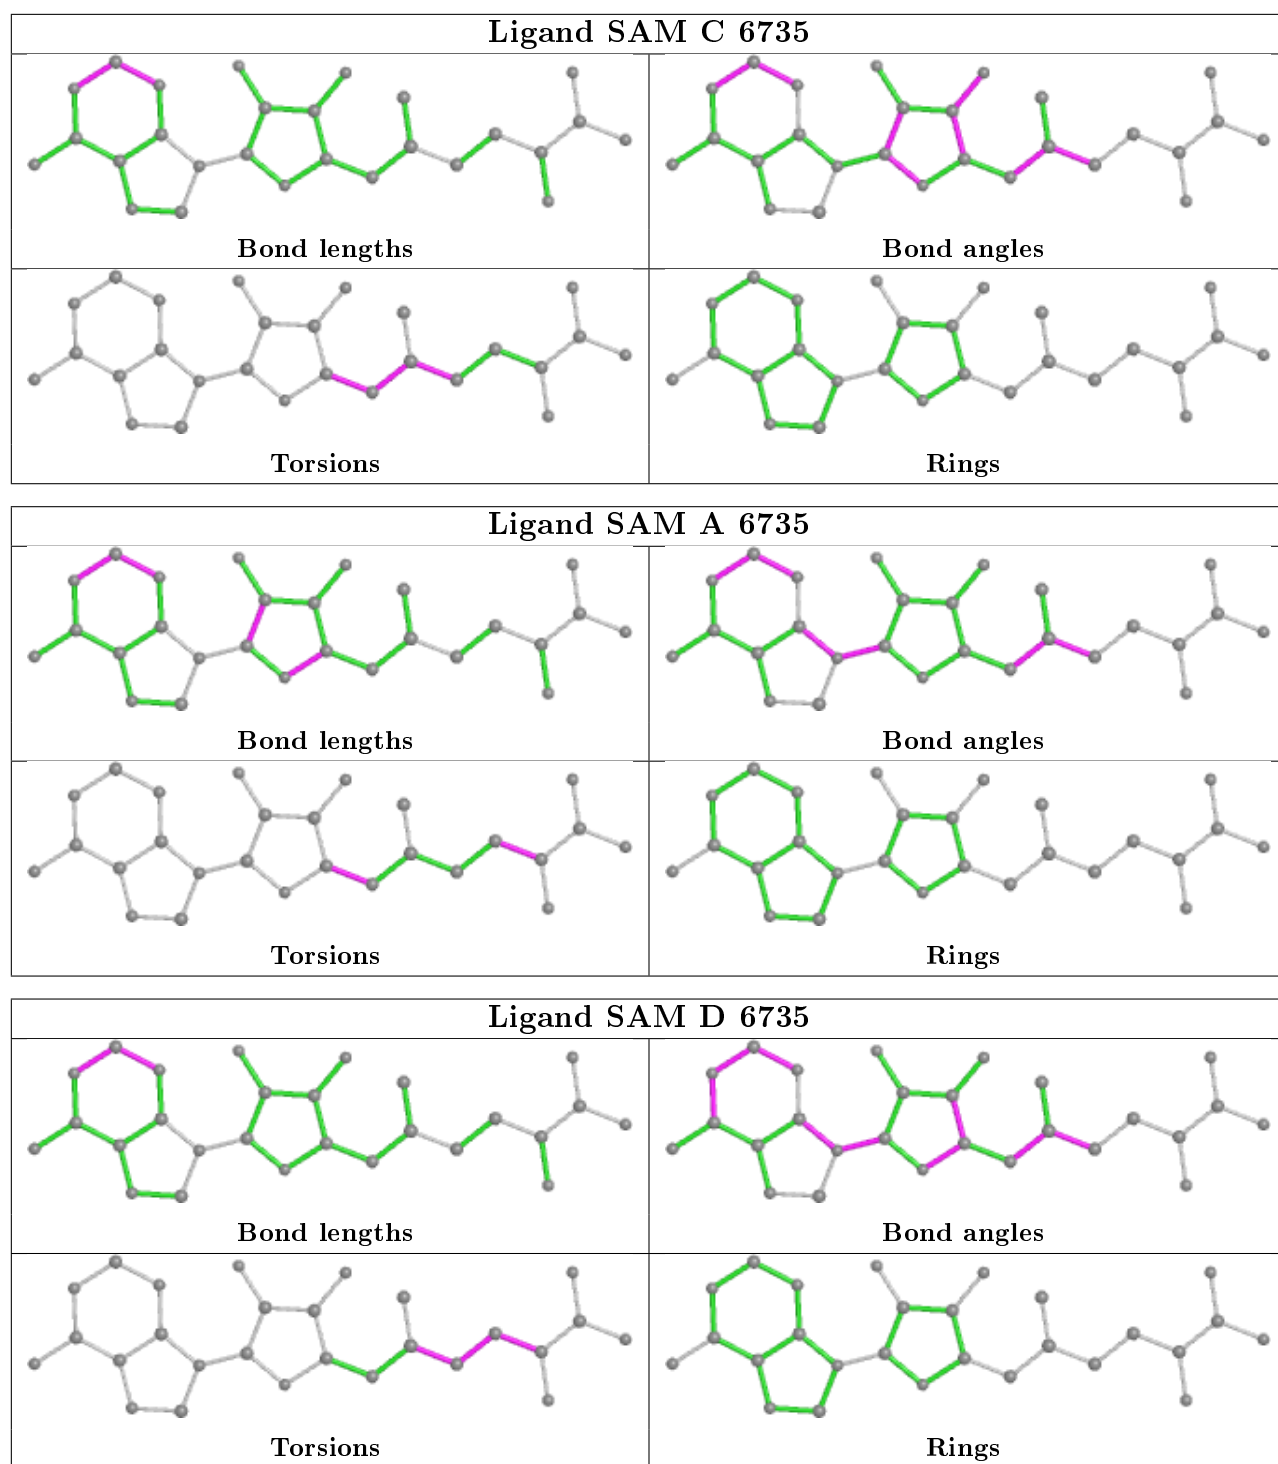 Ligand SAM C 6735
Bond lengths
Bond angles
Torsions
Rings
Ligand SAM A 6735
Bond lengths
Bond angles
Torsions
Rings
Ligand SAM D 6735
Bond lengths
Bond angles
Torsions
Rings